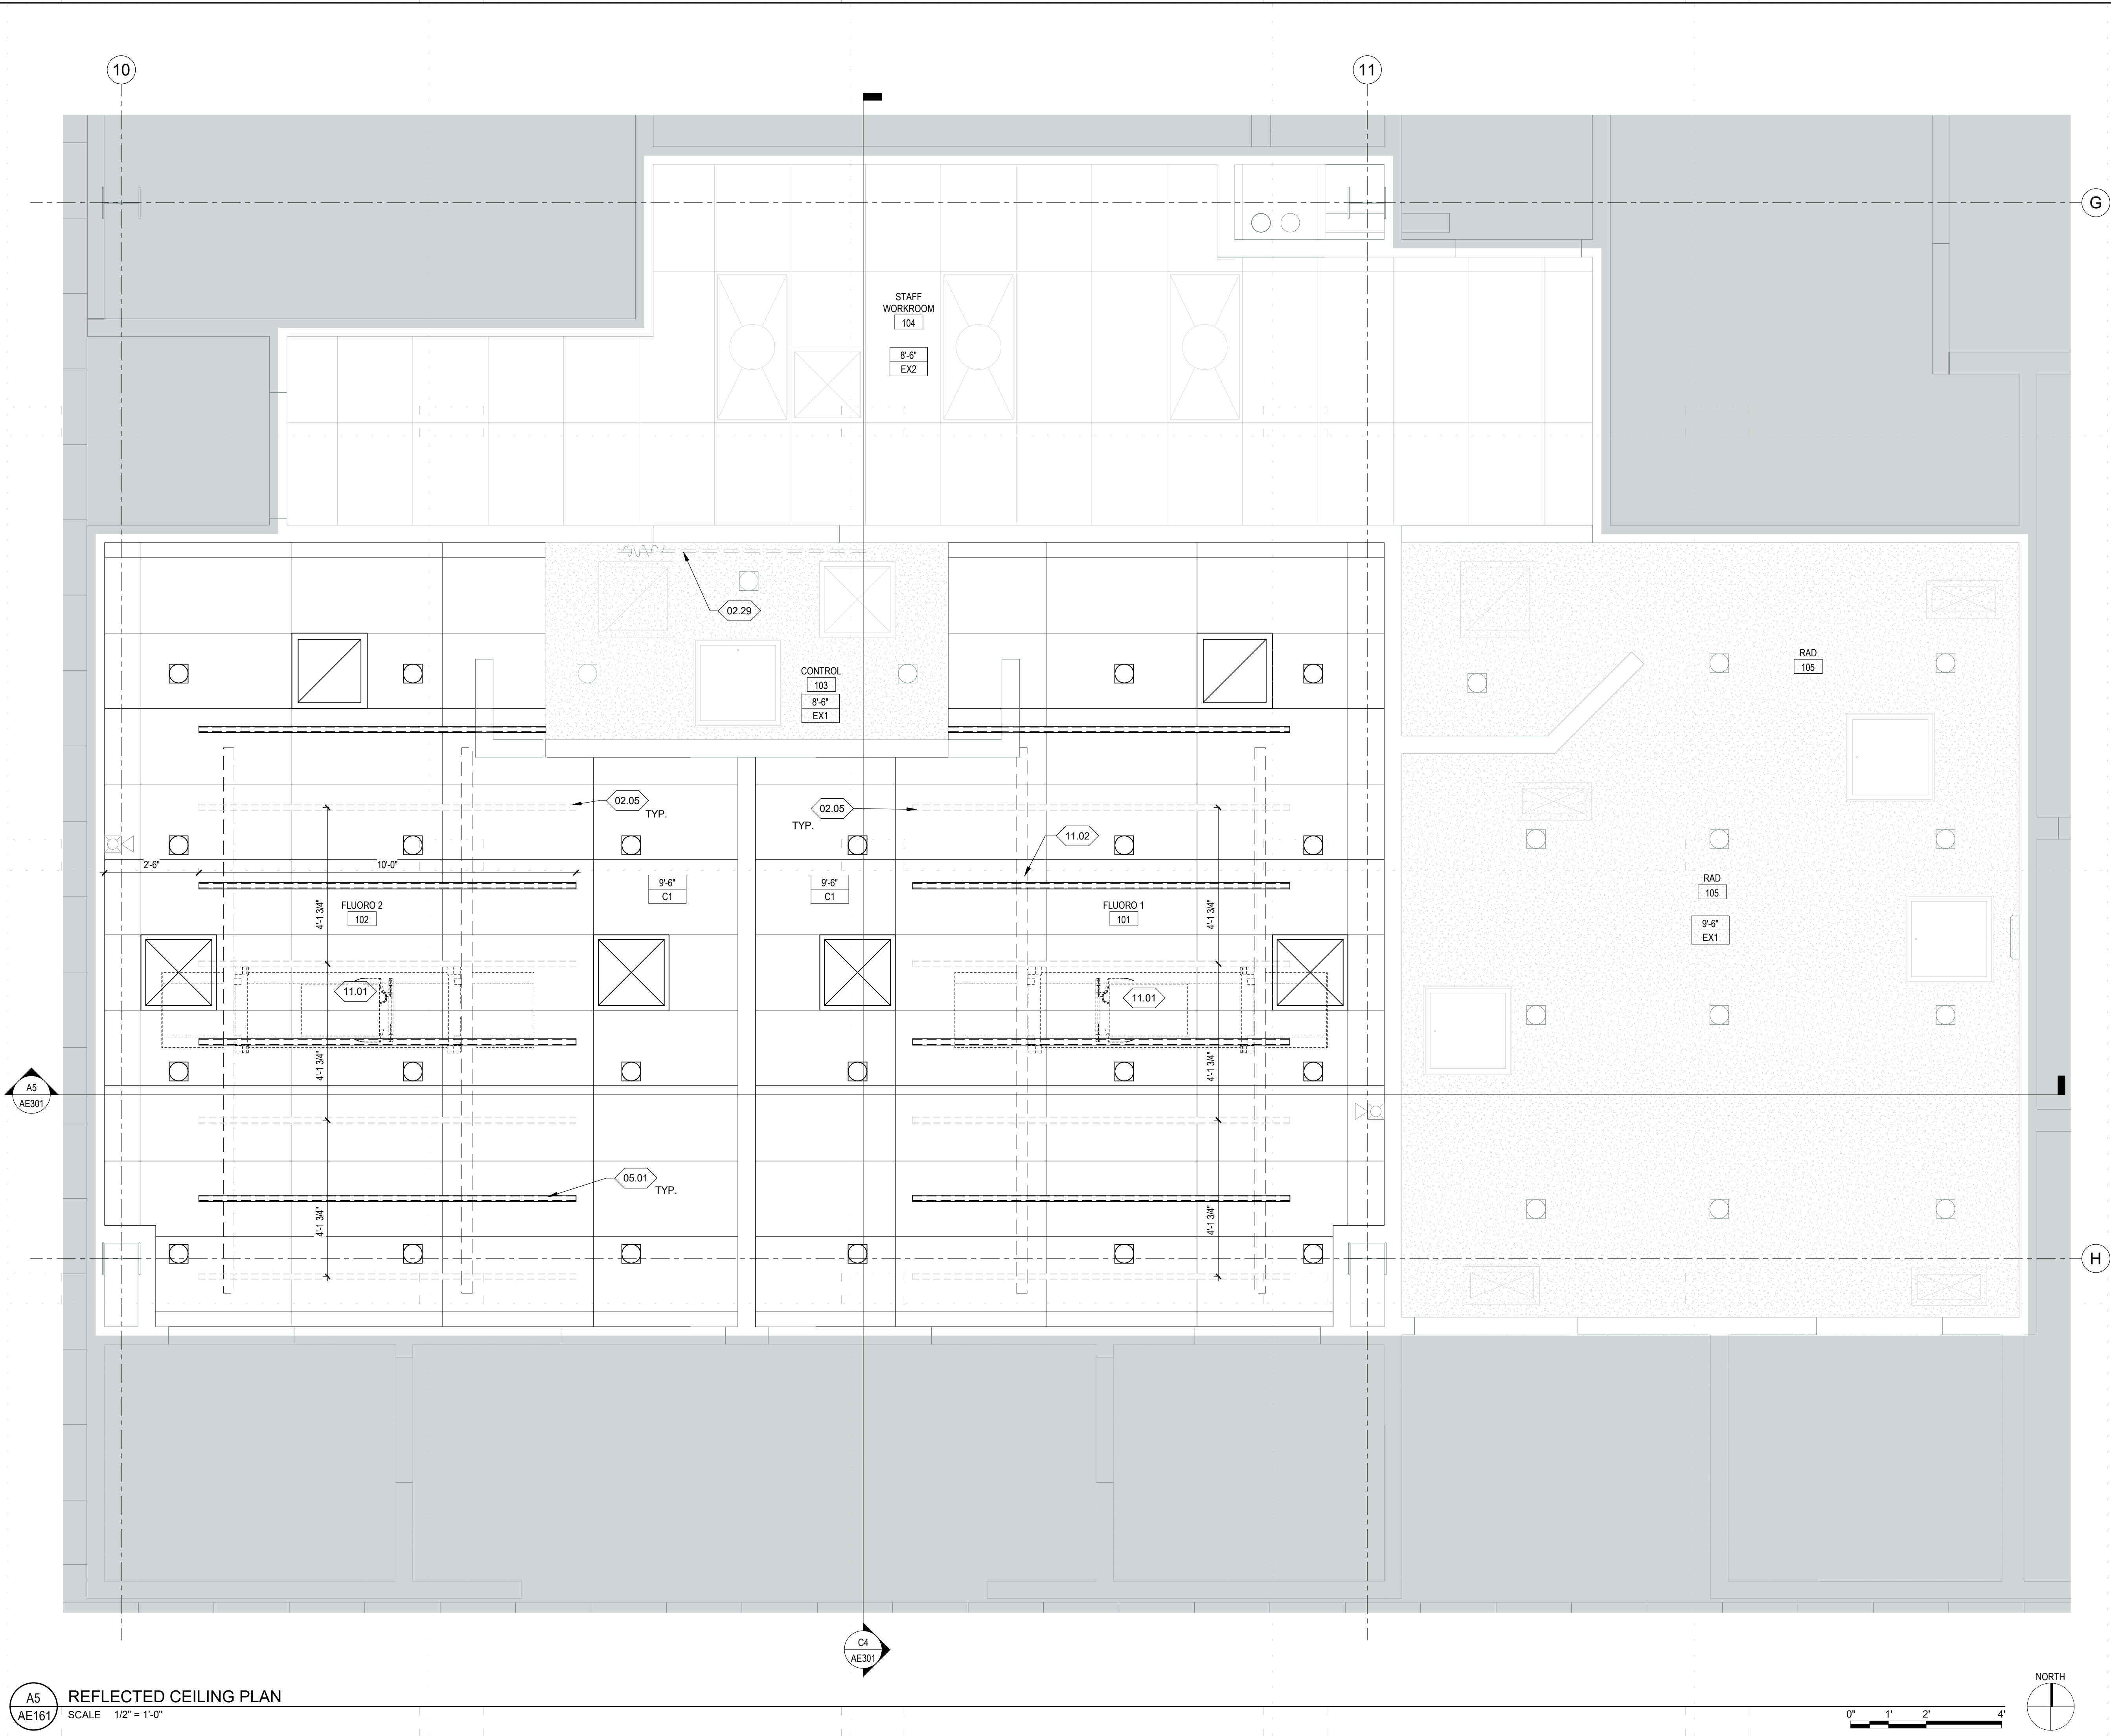 10
11
G
STAFF
WORKROOM
104
8'-6"
EX2
02.29
CONTROL
103
8'-6"
EX1
RAD
105
02.05
TYP.
02.05
TYP.
11.02
2'-6"
10'-0"
9'-6"
C1
9'-6"
C1
FLUORO 2
102
4'-1 3/4"
FLUORO 1
101
4'-1 3/4"
RAD
105
9'-6"
EX1
11.01
11.01
4'-1 3/4"
4'-1 3/4"
A5
AE301
05.01
TYP.
4'-1 3/4"
4'-1 3/4"
H
C4
AE301
A5
AE161
REFLECTED CEILING PLAN
SCALE 1/2" = 1'-0"
NORTH
0" 1' 2' 4'